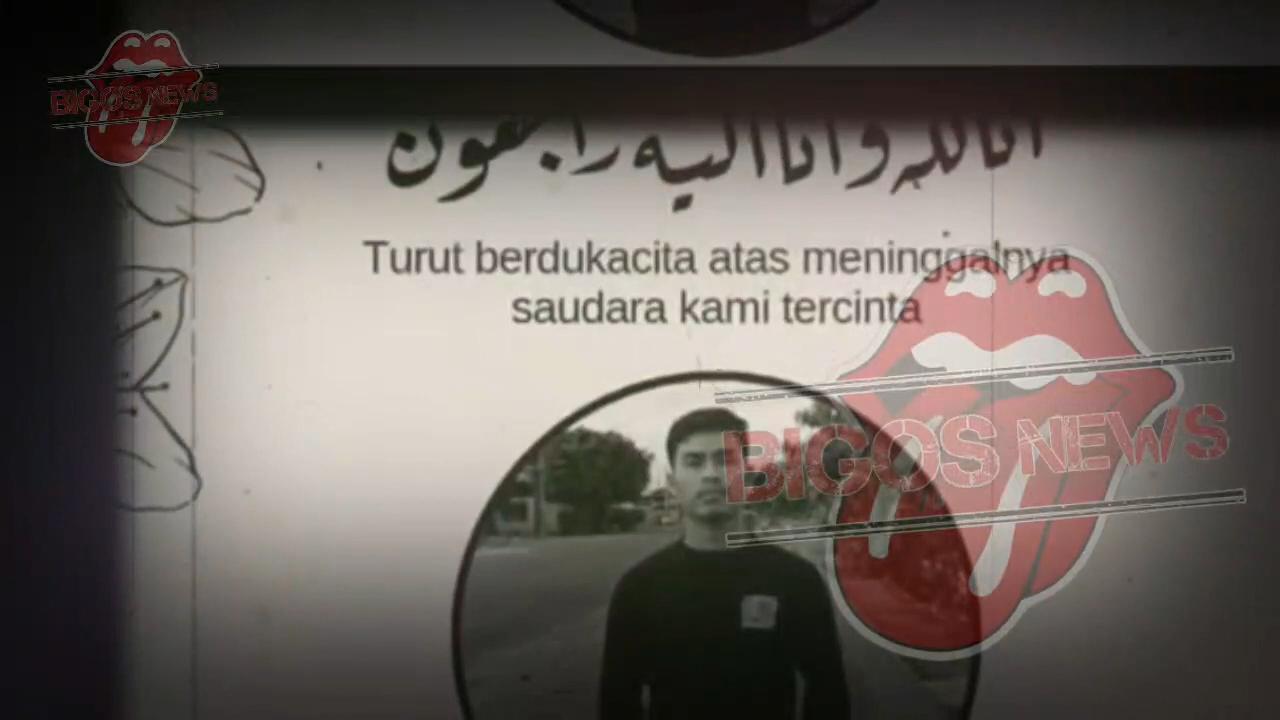 BIGOS NEWS
انا لله وانا اليه راجعون
Turut berdukacita atas meninggalnya
saudara kami tercinta
BIGOS NEWS